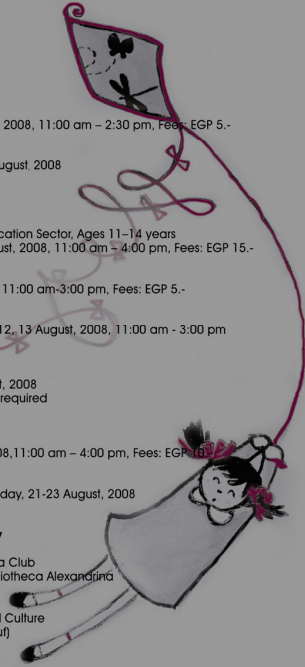 2008, 11:00 am – 2:30 pm, Fees: EGP 5.-
ugust, 2008
cation Sector, Ages 11–14 years
ust, 2008, 11:00 am – 4:00 pm, Fees: EGP 15.-
11:00 am-3:00 pm, Fees: EGP 5.-
12, 13 August, 2008, 11:00 am - 3:00 pm
t, 2008
required
08,11:00 am – 4:00 pm, Fees: EGP 10.-
day, 21-23 August, 2008
a Club
liotheca Alexandrina
l Culture
uf)